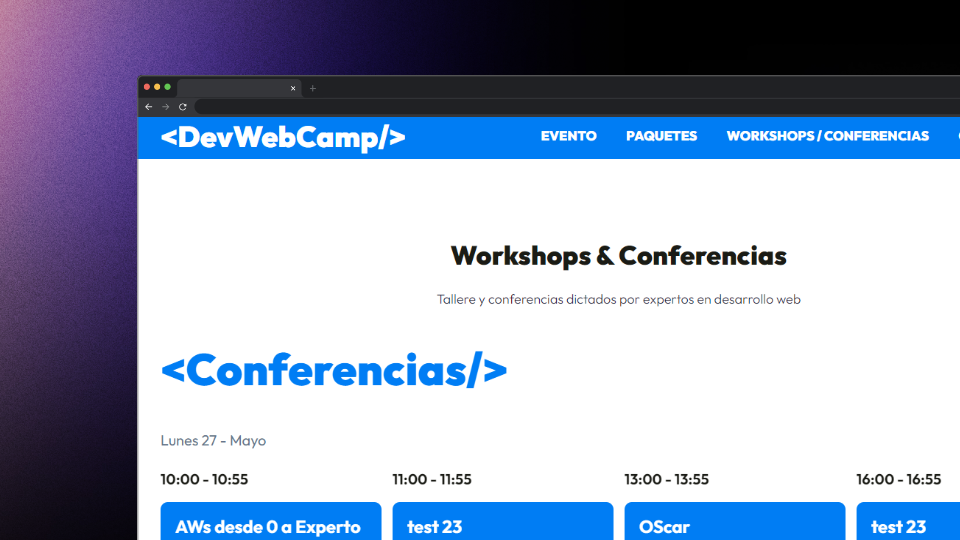 <DevWebCamp/> EVENTO PAQUETES WORKSHOPS / CONFERENCIAS
Workshops & Conferencias
Tallere y conferencias dictados por expertos en desarrollo web
<Conferencias/>
Lunes 27 - Mayo
10:00 - 10:55 11:00 - 11:55 13:00 - 13:55 16:00 - 16:55
AWs desde 0 a Experto test 23 OScar test 23